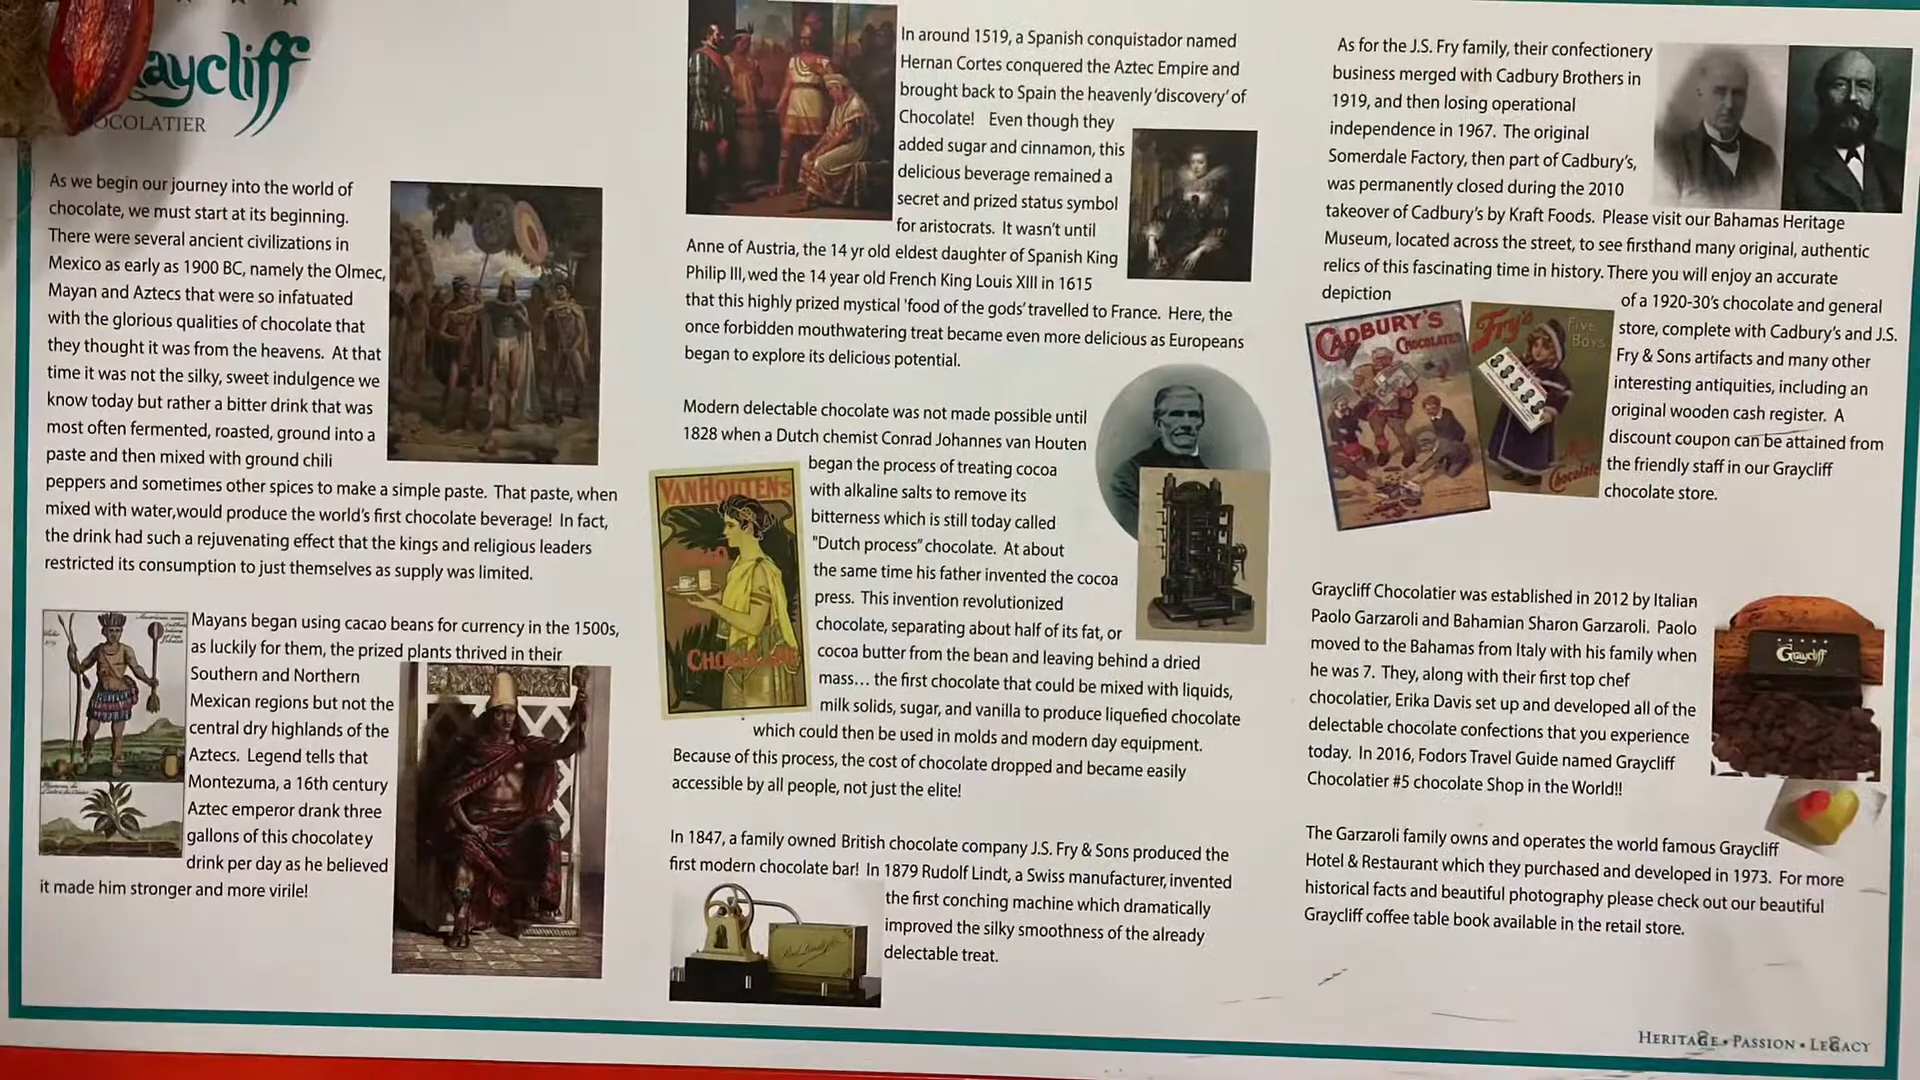 aycliff
OCOLATIER
As we begin our journey into the world of
chocolate, we must start at its beginning.
There were several ancient civilizations in
Mexico as early as 1900 BC, namely the Olmec,
Mayan and Aztecs that were so infatuated
with the glorious qualities of chocolate that
they thought it was from the heavens. At that
time it was not the silky, sweet indulgence we
know today but rather a bitter drink that was
most often fermented, roasted, ground into a
paste and then mixed with ground chili
peppers and sometimes other spices to make a simple paste. That paste, when
mixed with water,would produce the world's first chocolate beverage! In fact,
the drink had such a rejuvenating effect that the kings and religious leaders
restricted its consumption to just themselves as supply was limited.
Mayans began using cacao beans for currency in the 1500s,
as luckily for them, the prized plants thrived in their
Southern and Northern
Mexican regions but not the
central dry highlands of the
Aztecs. Legend tells that
Montezuma, a 16th century
Aztec emperor drank three
gallons of this chocolatey
drink per day as he believed
it made him stronger and more virile!
In around 1519, a Spanish conquistador named
Hernan Cortes conquered the Aztec Empire and
brought back to Spain the heavenly 'discovery' of
Chocolate! Even though they
added sugar and cinnamon, this
delicious beverage remained a
secret and prized status symbol
for aristocrats. It wasn't until
Anne of Austria, the 14 yr old eldest daughter of Spanish King
Philip III, wed the 14 year old French King Louis XIII in 1615
that this highly prized mystical 'food of the gods' travelled to France. Here, the
once forbidden mouthwatering treat became even more delicious as Europeans
began to explore its delicious potential.
Modern delectable chocolate was not made possible until
1828 when a Dutch chemist Conrad Johannes van Houten
began the process of treating cocoa
with alkaline salts to remove its
bitterness which is still today called
"Dutch process" chocolate. At about
the same time his father invented the cocoa
press. This invention revolutionized
chocolate, separating about half of its fat, or
cocoa butter from the bean and leaving behind a dried
mass... the first chocolate that could be mixed with liquids,
milk solids, sugar, and vanilla to produce liquefied chocolate
which could then be used in molds and modern day equipment.
Because of this process, the cost of chocolate dropped and became easily
accessible by all people, not just the elite!
VAN HOUTEN'S
In 1847, a family owned British chocolate company J.S. Fry & Sons produced the
first modern chocolate bar! In 1879 Rudolf Lindt, a Swiss manufacturer, invented
the first conching machine which dramatically
improved the silky smoothness of the already
delectable treat.
As for the J.S. Fry family, their confectionery
business merged with Cadbury Brothers in
1919, and then losing operational
independence in 1967. The original
Somerdale Factory, then part of Cadbury's,
was permanently closed during the 2010
takeover of Cadbury's by Kraft Foods. Please visit our Bahamas Heritage
Museum, located across the street, to see firsthand many original, authentic
relics of this fascinating time in history. There you will enjoy an accurate
depiction
of a 1920-30's chocolate and general
store, complete with Cadbury's and J.S.
Fry & Sons artifacts and many other
interesting antiquities, including an
original wooden cash register. A
discount coupon can be attained from
the friendly staff in our Graycliff
chocolate store.
CADBURY'S
CHOCOLATES
Fry's
FIVE
BOYS
Chocolate
Graycliff Chocolatier was established in 2012 by Italian
Paolo Garzaroli and Bahamian Sharon Garzaroli. Paolo
moved to the Bahamas from Italy with his family when
he was 7. They, along with their first top chef
chocolatier, Erika Davis set up and developed all of the
delectable chocolate confections that you experience
today. In 2016, Fodors Travel Guide named Graycliff
Chocolatier #5 chocolate Shop in the World!!
Graycliff
The Garzaroli family owns and operates the world famous Graycliff
Hotel & Restaurant which they purchased and developed in 1973. For more
historical facts and beautiful photography please check out our beautiful
Graycliff coffee table book available in the retail store.
HERITAGE • PASSION • LEGACY